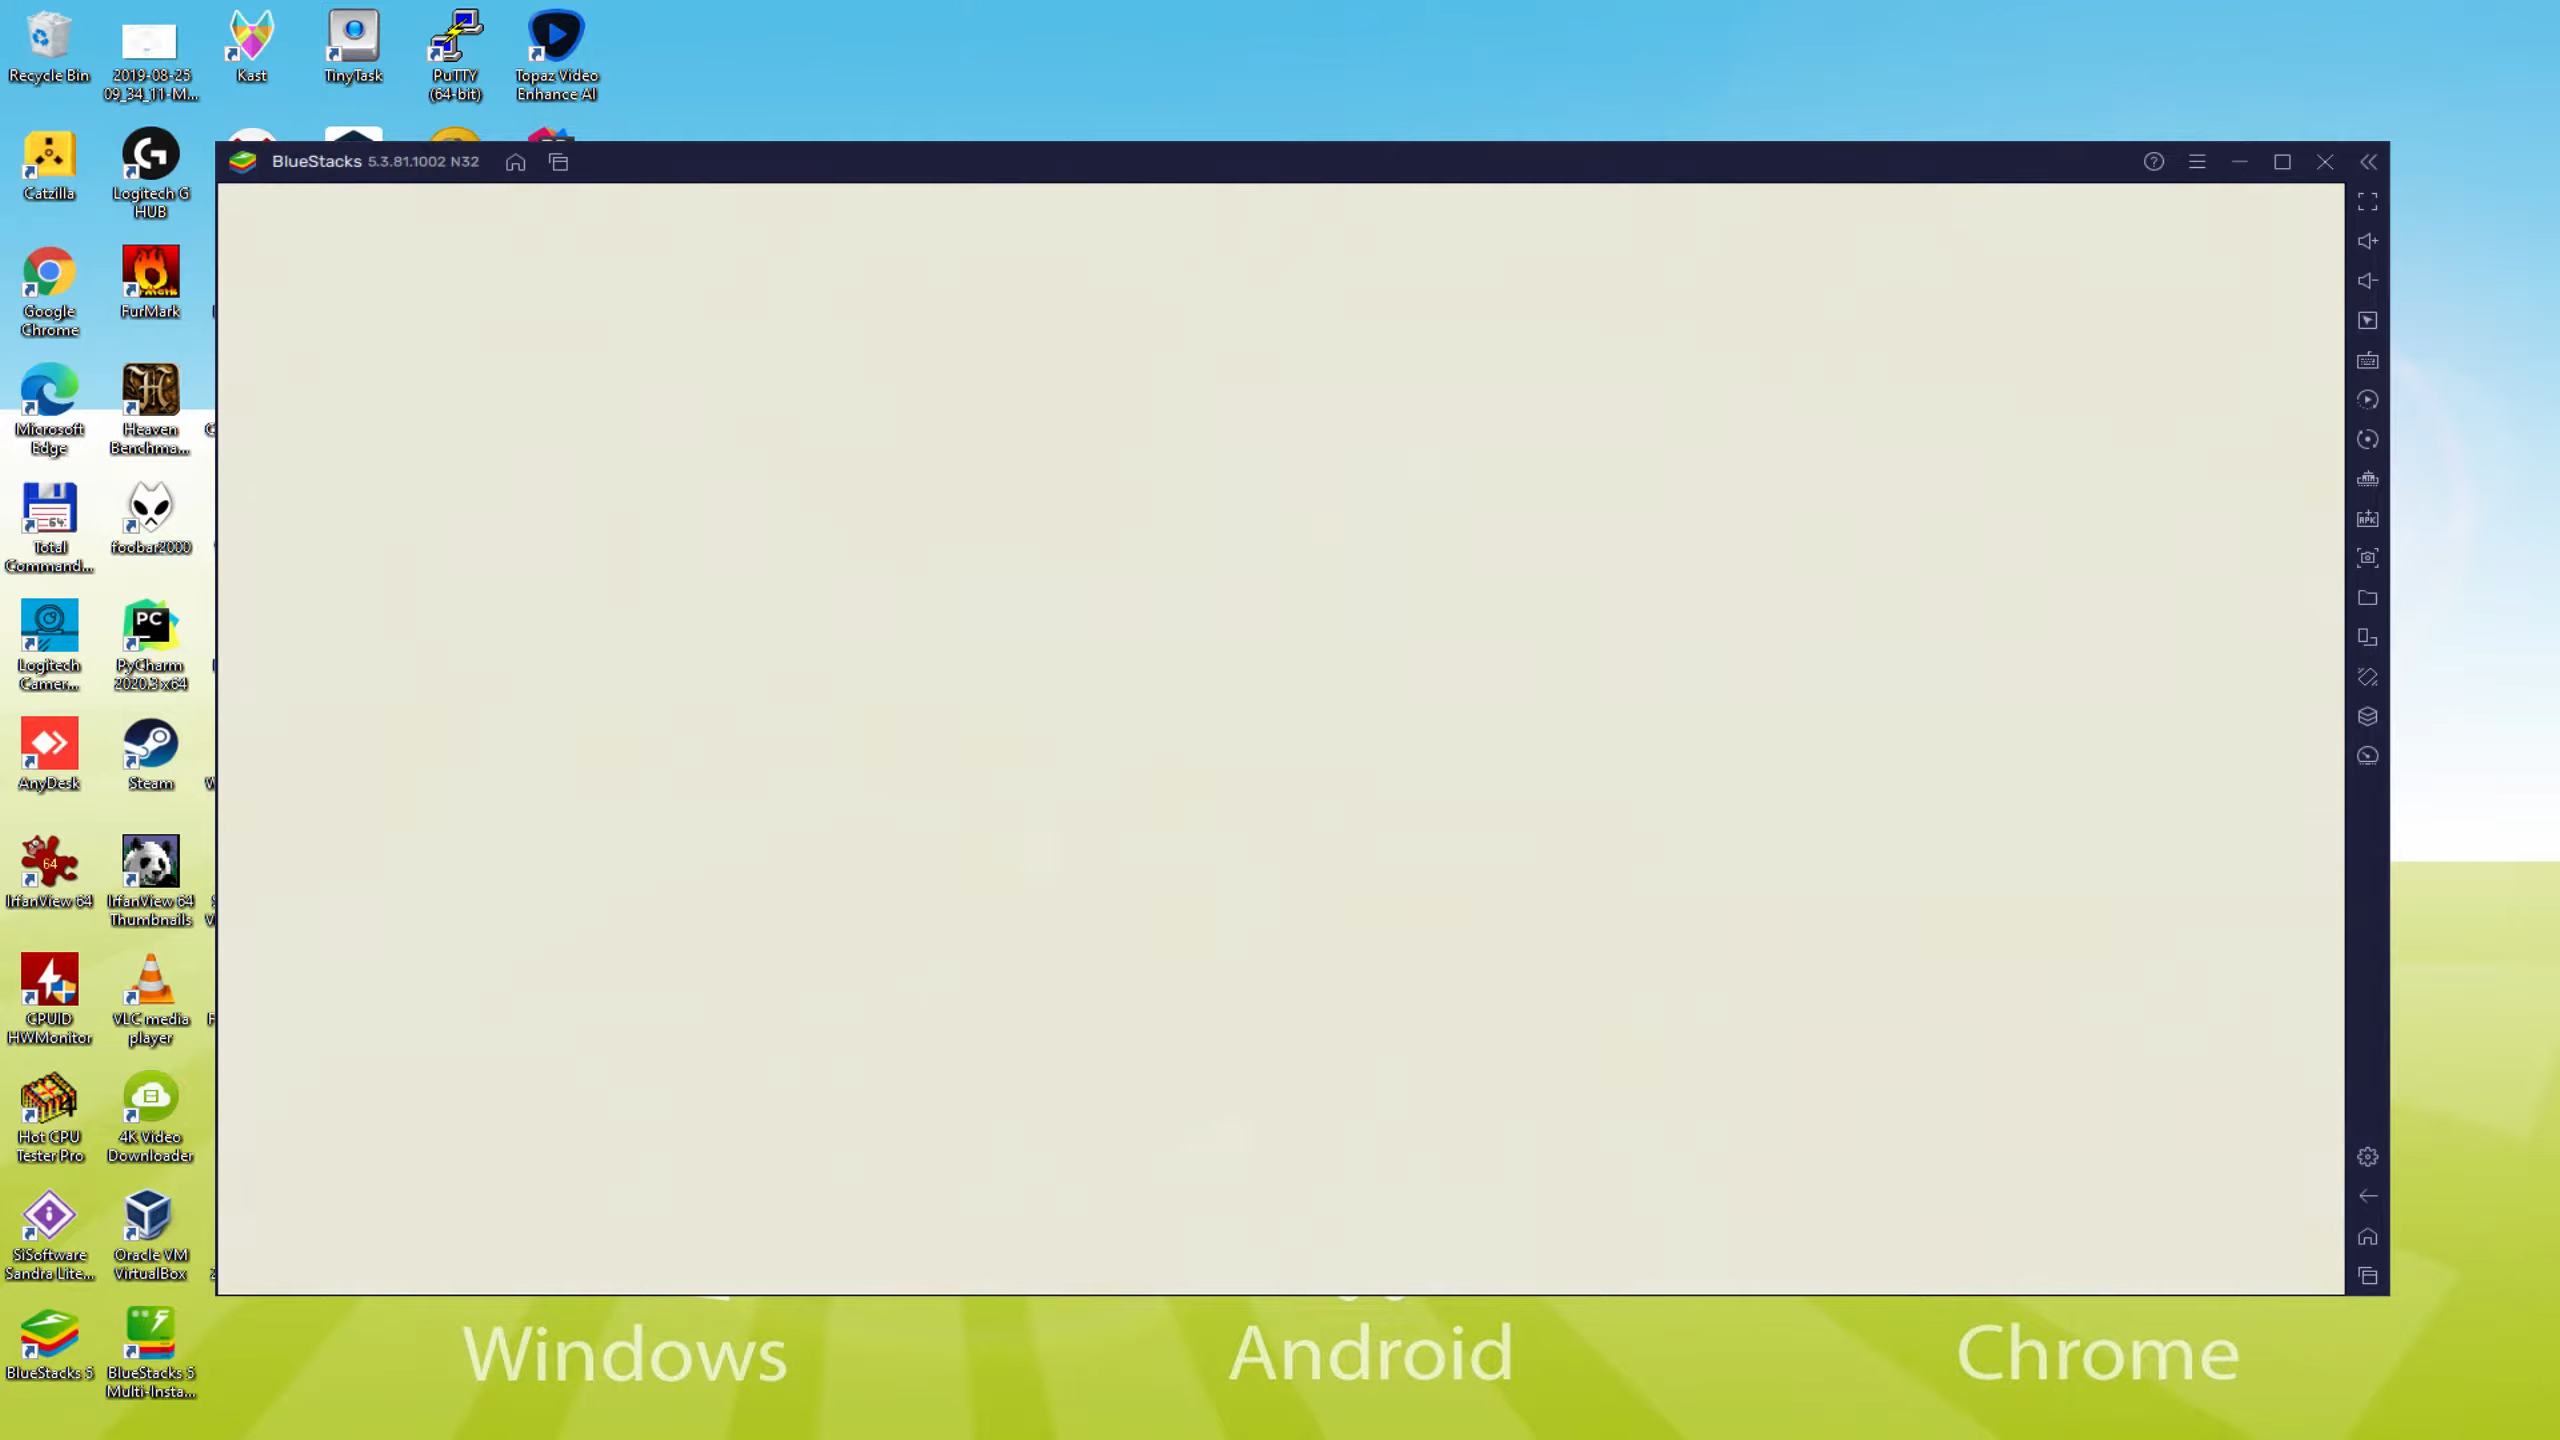 Recycle Bin
2019-08-25
09_34_11-M...
Kast
TinyTask
PuTTY
(64-bit)
Topaz Video
Enhance AI
Catzilla
Logitech G
HUB
BlueStacks 5.3.81.1002 N32
Google
Chrome
FurMark
Microsoft
Edge
Heaven
Benchma...
Total
Command...
foobar2000
Logitech
Camer...
PC
PyCharm
2020.3 x64
AnyDesk
Steam
IrfanView 64
IrfanView 64
Thumbnails
CPUID
HWMonitor
VLC media
player
Hot CPU
Tester Pro
4K Video
Downloader
SiSoftware
Sandra Lite...
Oracle VM
VirtualBox
BlueStacks 5
BlueStacks 5
Multi-Insta...
APK
Windows
Android
Chrome